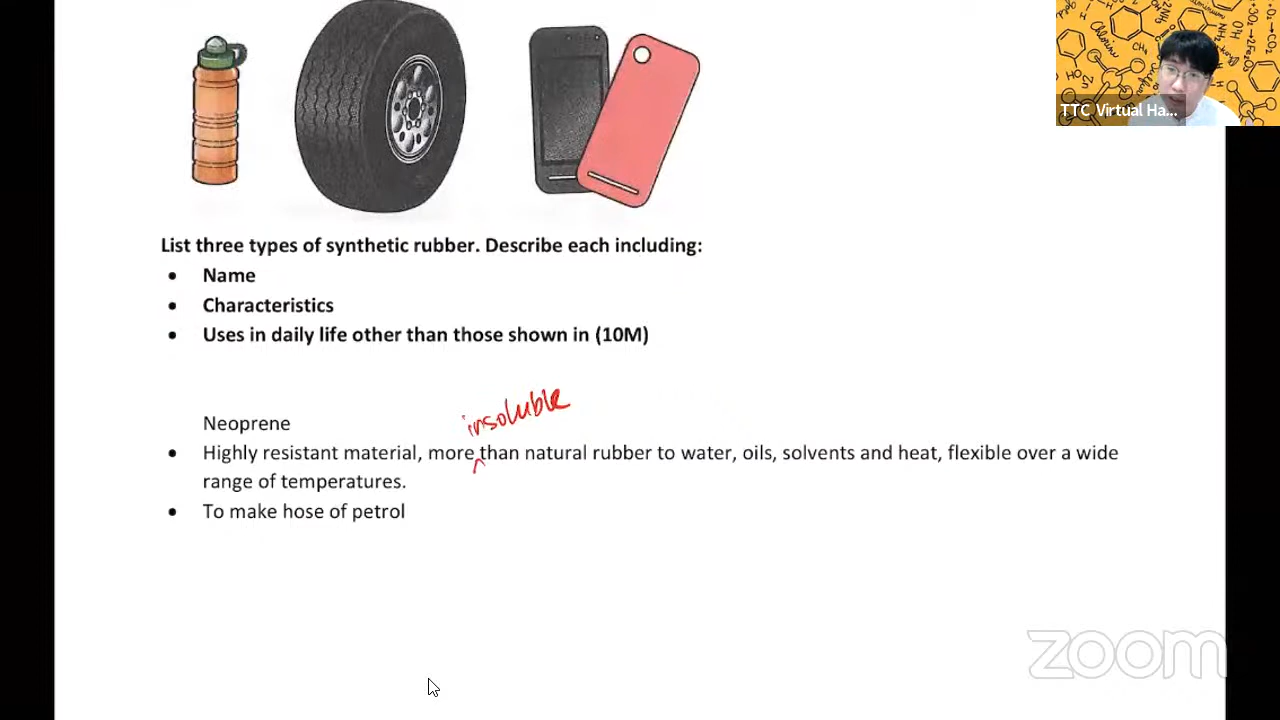 TTC Virtual Ha...
List three types of synthetic rubber. Describe each including:
• Name
• Characteristics
• Uses in daily life other than those shown in (10M)
insoluble
Neoprene
• Highly resistant material, more than natural rubber to water, oils, solvents and heat, flexible over a wide
range of temperatures.
• To make hose of petrol
zoom